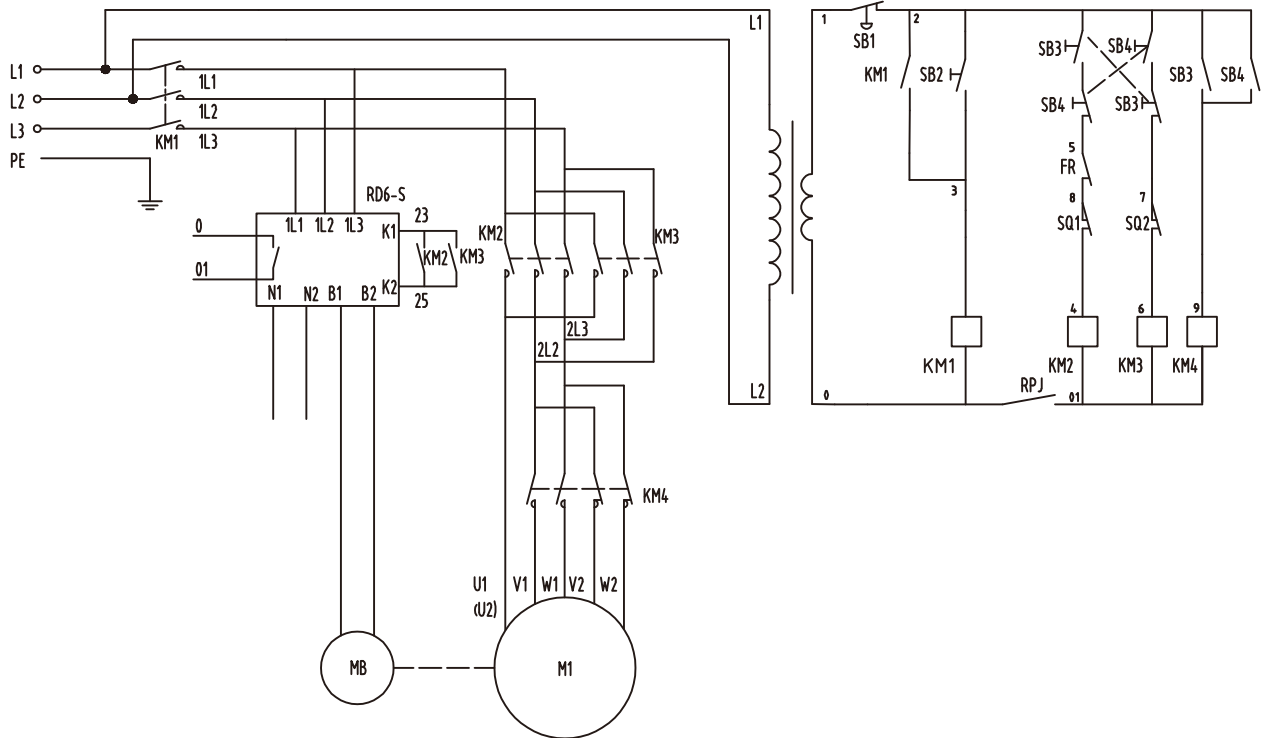 L1
1
2
SB1
SB3
SB4
L1
1L1
KM1
SB2
SB3
SB4
L2
1L2
SB4
SB3
L3
KM1
1L3
PE
5
FR
3
RD6-S
8
7
1L1
1L2
1L3
23
SQ1
SQ2
0
K1
KM2
KM3
KM2
KM3
01
K2
N1
N2
B1
B2
25
4
6
9
2L3
2L2
KM1
KM2
KM3
KM4
RPJ
L2
0
01
KM4
U1
V1
W1
V2
W2
(U2)
MB
M1